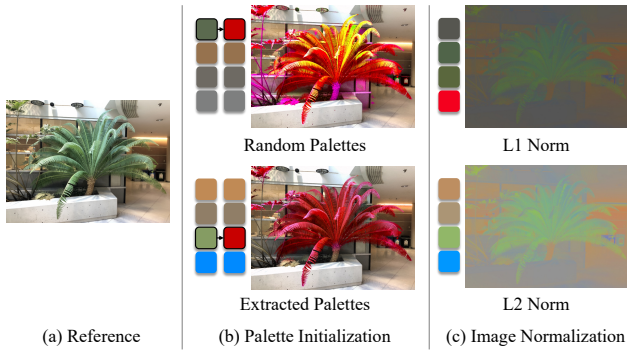 Random Palettes
L1 Norm
Extracted Palettes
L2 Norm
(a) Reference
(b) Palette Initialization
(c) Image Normalization